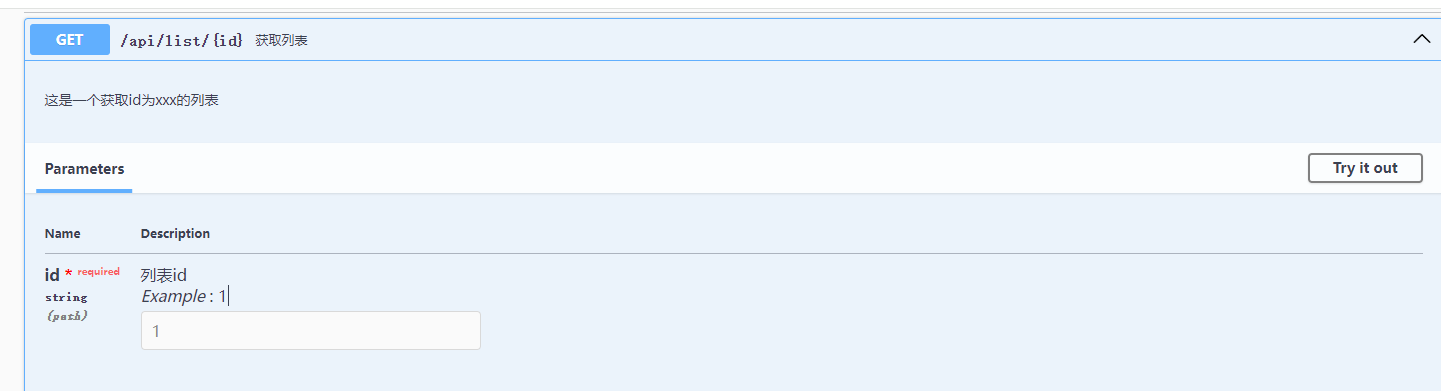 GET /api/list/{id} 获取列表
这是一个获取id为xxx的列表
Parameters Try it out
Name Description
id * required 列表id
string Example : 1
(path) 1